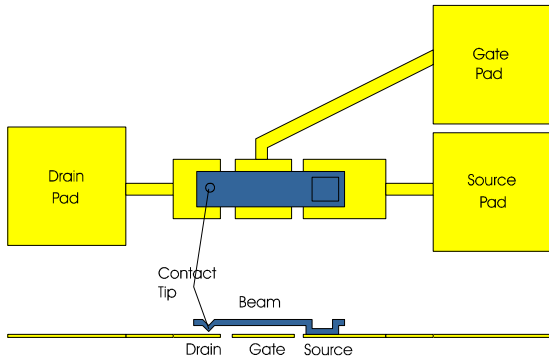 Gate
Pad
Drain
Pad
Source
Pad
Contact
Tip
Beam
Drain
Gate
Source